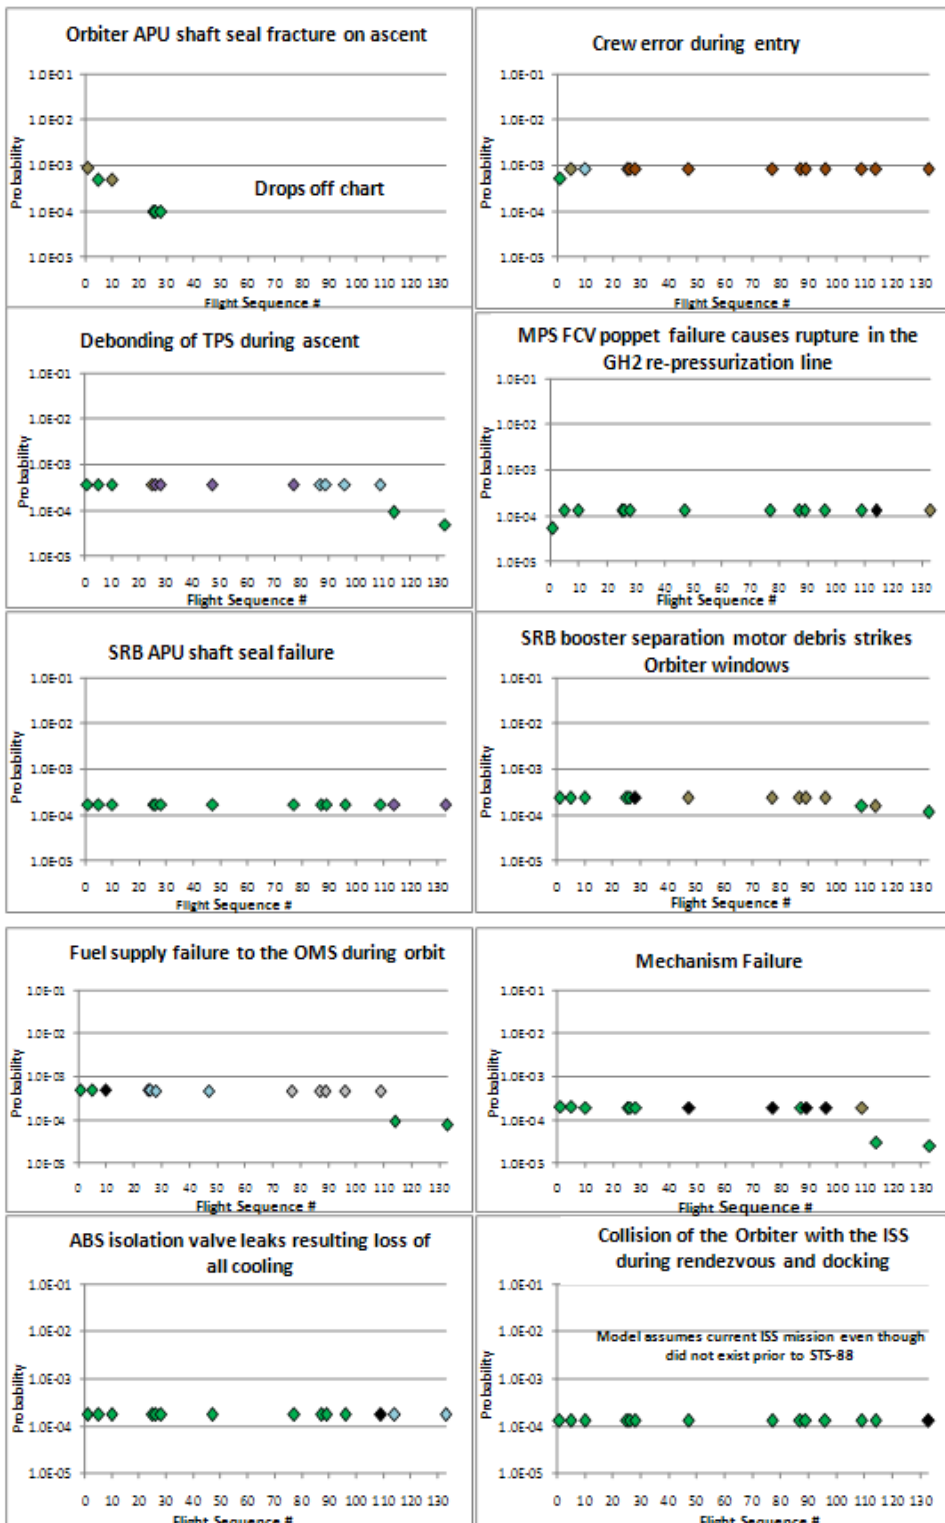 Orbiter APU shaft seal fracture on ascent
Probability
1.0E-01
1.0E-02
1.0E-03
1.0E-04
1.0E-05
Drops off chart
0 10 20 30 40 50 60 70 80 90 100 110 120 130
Flight Sequence #
Crew error during entry
Probability
1.0E-01
1.0E-02
1.0E-03
1.0E-04
1.0E-05
0 10 20 30 40 50 60 70 80 90 100 110 120 130
Flight Sequence #
Debonding of TPS during ascent
Probability
1.0E-01
1.0E-02
1.0E-03
1.0E-04
1.0E-05
0 10 20 30 40 50 60 70 80 90 100 110 120 130
Flight Sequence #
MPS FCV poppet failure causes rupture in the
GH2 re-pressurization line
Probability
1.0E-01
1.0E-02
1.0E-03
1.0E-04
1.0E-05
0 10 20 30 40 50 60 70 80 90 100 110 120 130
Flight Sequence #
SRB APU shaft seal failure
Probability
1.0E-01
1.0E-02
1.0E-03
1.0E-04
1.0E-05
0 10 20 30 40 50 60 70 80 90 100 110 120 130
Flight Sequence #
SRB booster separation motor debris strikes
Orbiter windows
Probability
1.0E-01
1.0E-02
1.0E-03
1.0E-04
1.0E-05
0 10 20 30 40 50 60 70 80 90 100 110 120 130
Flight Sequence #
Fuel supply failure to the OMS during orbit
Probability
1.0E-01
1.0E-02
1.0E-03
1.0E-04
1.0E-05
0 10 20 30 40 50 60 70 80 90 100 110 120 130
Flight Sequence #
Mechanism Failure
Probability
1.0E-01
1.0E-02
1.0E-03
1.0E-04
1.0E-05
0 10 20 30 40 50 60 70 80 90 100 110 120 130
Flight Sequence #
ABS isolation valve leaks resulting loss of
all cooling
Probability
1.0E-01
1.0E-02
1.0E-03
1.0E-04
1.0E-05
0 10 20 30 40 50 60 70 80 90 100 110 120 130
Flight Sequence #
Collision of the Orbiter with the ISS
during rendezvous and docking
Probability
1.0E-01
1.0E-02
1.0E-03
1.0E-04
1.0E-05
Model assumes current ISS mission even though
did not exist prior to STS-88
0 10 20 30 40 50 60 70 80 90 100 110 120 130
Flight Sequence #